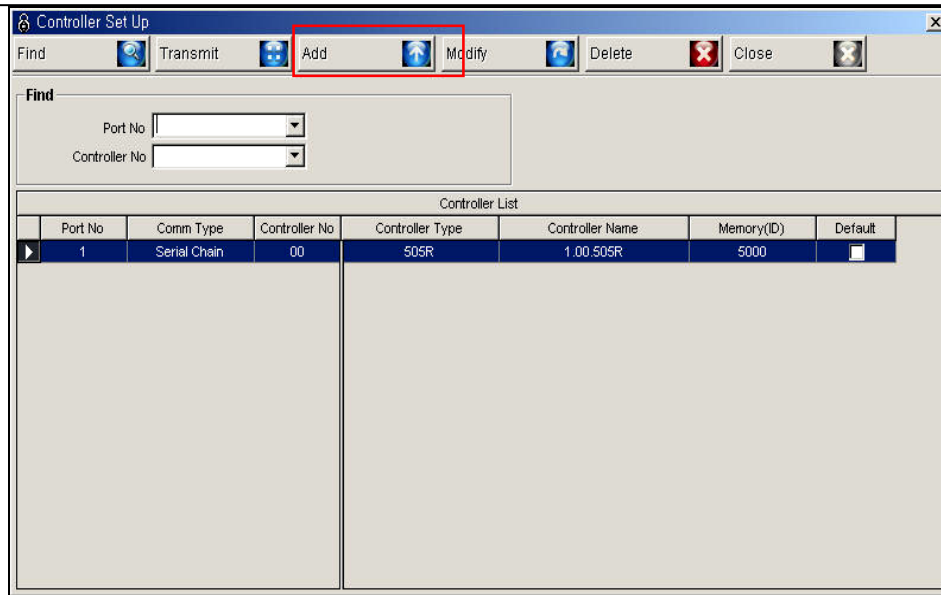 Controller Set Up
Find Transmit Add Modify Delete Close
Find
Port No
Controller No
Controller List
Port No Comm Type Controller No Controller Type Controller Name Memory(ID) Default
1 Serial Chain 00 505R 1.00.505R 5000